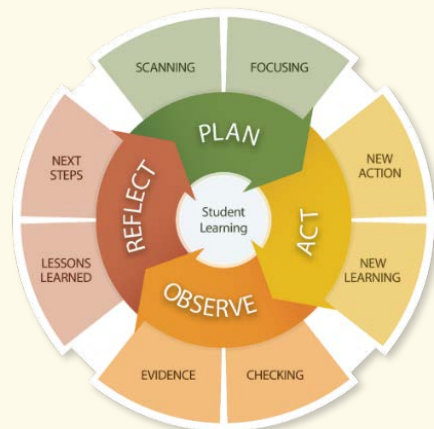 SCANNING
FOCUSING
PLAN
NEXT
STEPS
REFLECT
Student
Learning
ACT
NEW
ACTION
LESSONS
LEARNED
NEW
LEARNING
OBSERVE
EVIDENCE
CHECKING